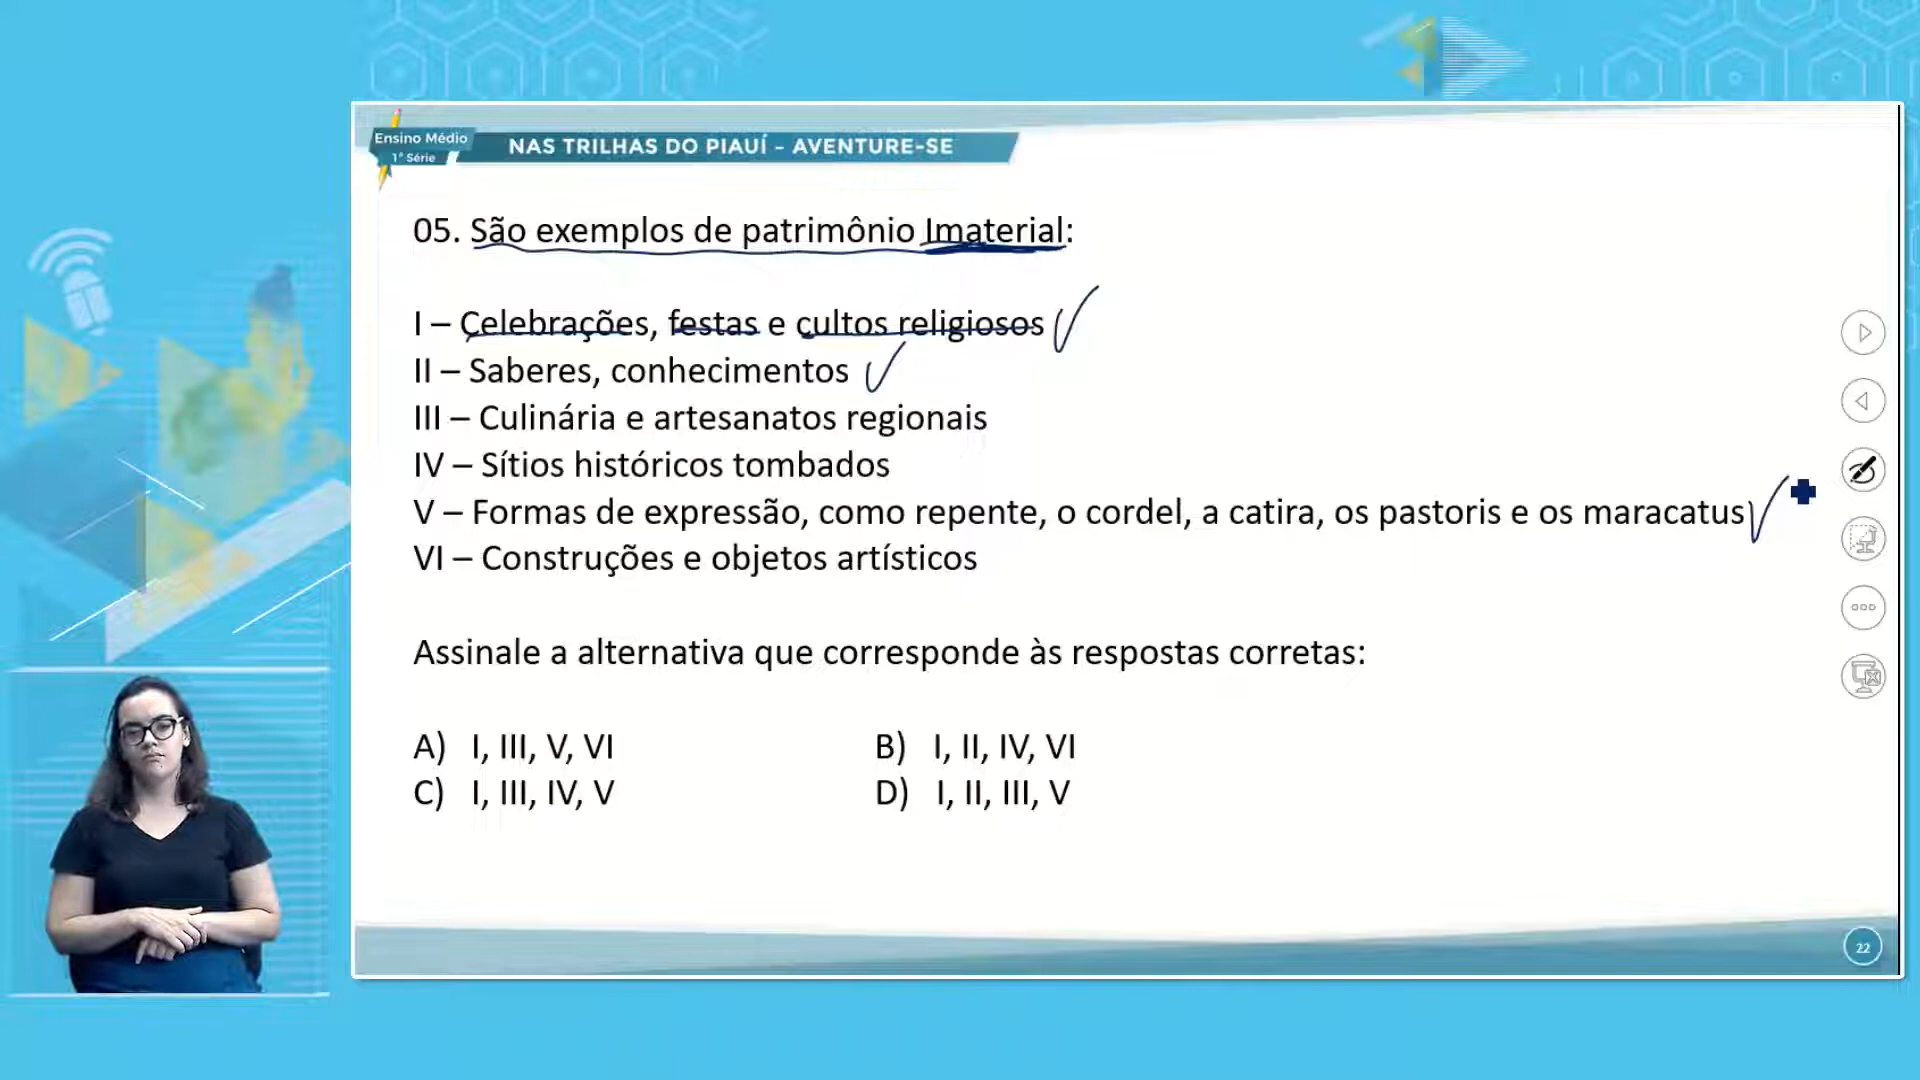 Ensino Médio
1ª Série
NAS TRILHAS DO PIAUÍ - AVENTURE-SE
05. São exemplos de patrimônio Imaterial:
I – Celebrações, festas e cultos religiosos
II – Saberes, conhecimentos
III – Culinária e artesanatos regionais
IV – Sítios históricos tombados
V – Formas de expressão, como repente, o cordel, a catira, os pastoris e os maracatus
VI – Construções e objetos artísticos
Assinale a alternativa que corresponde às respostas corretas:
A) I, III, V, VI B) I, II, IV, VI
C) I, III, IV, V D) I, II, III, V
22